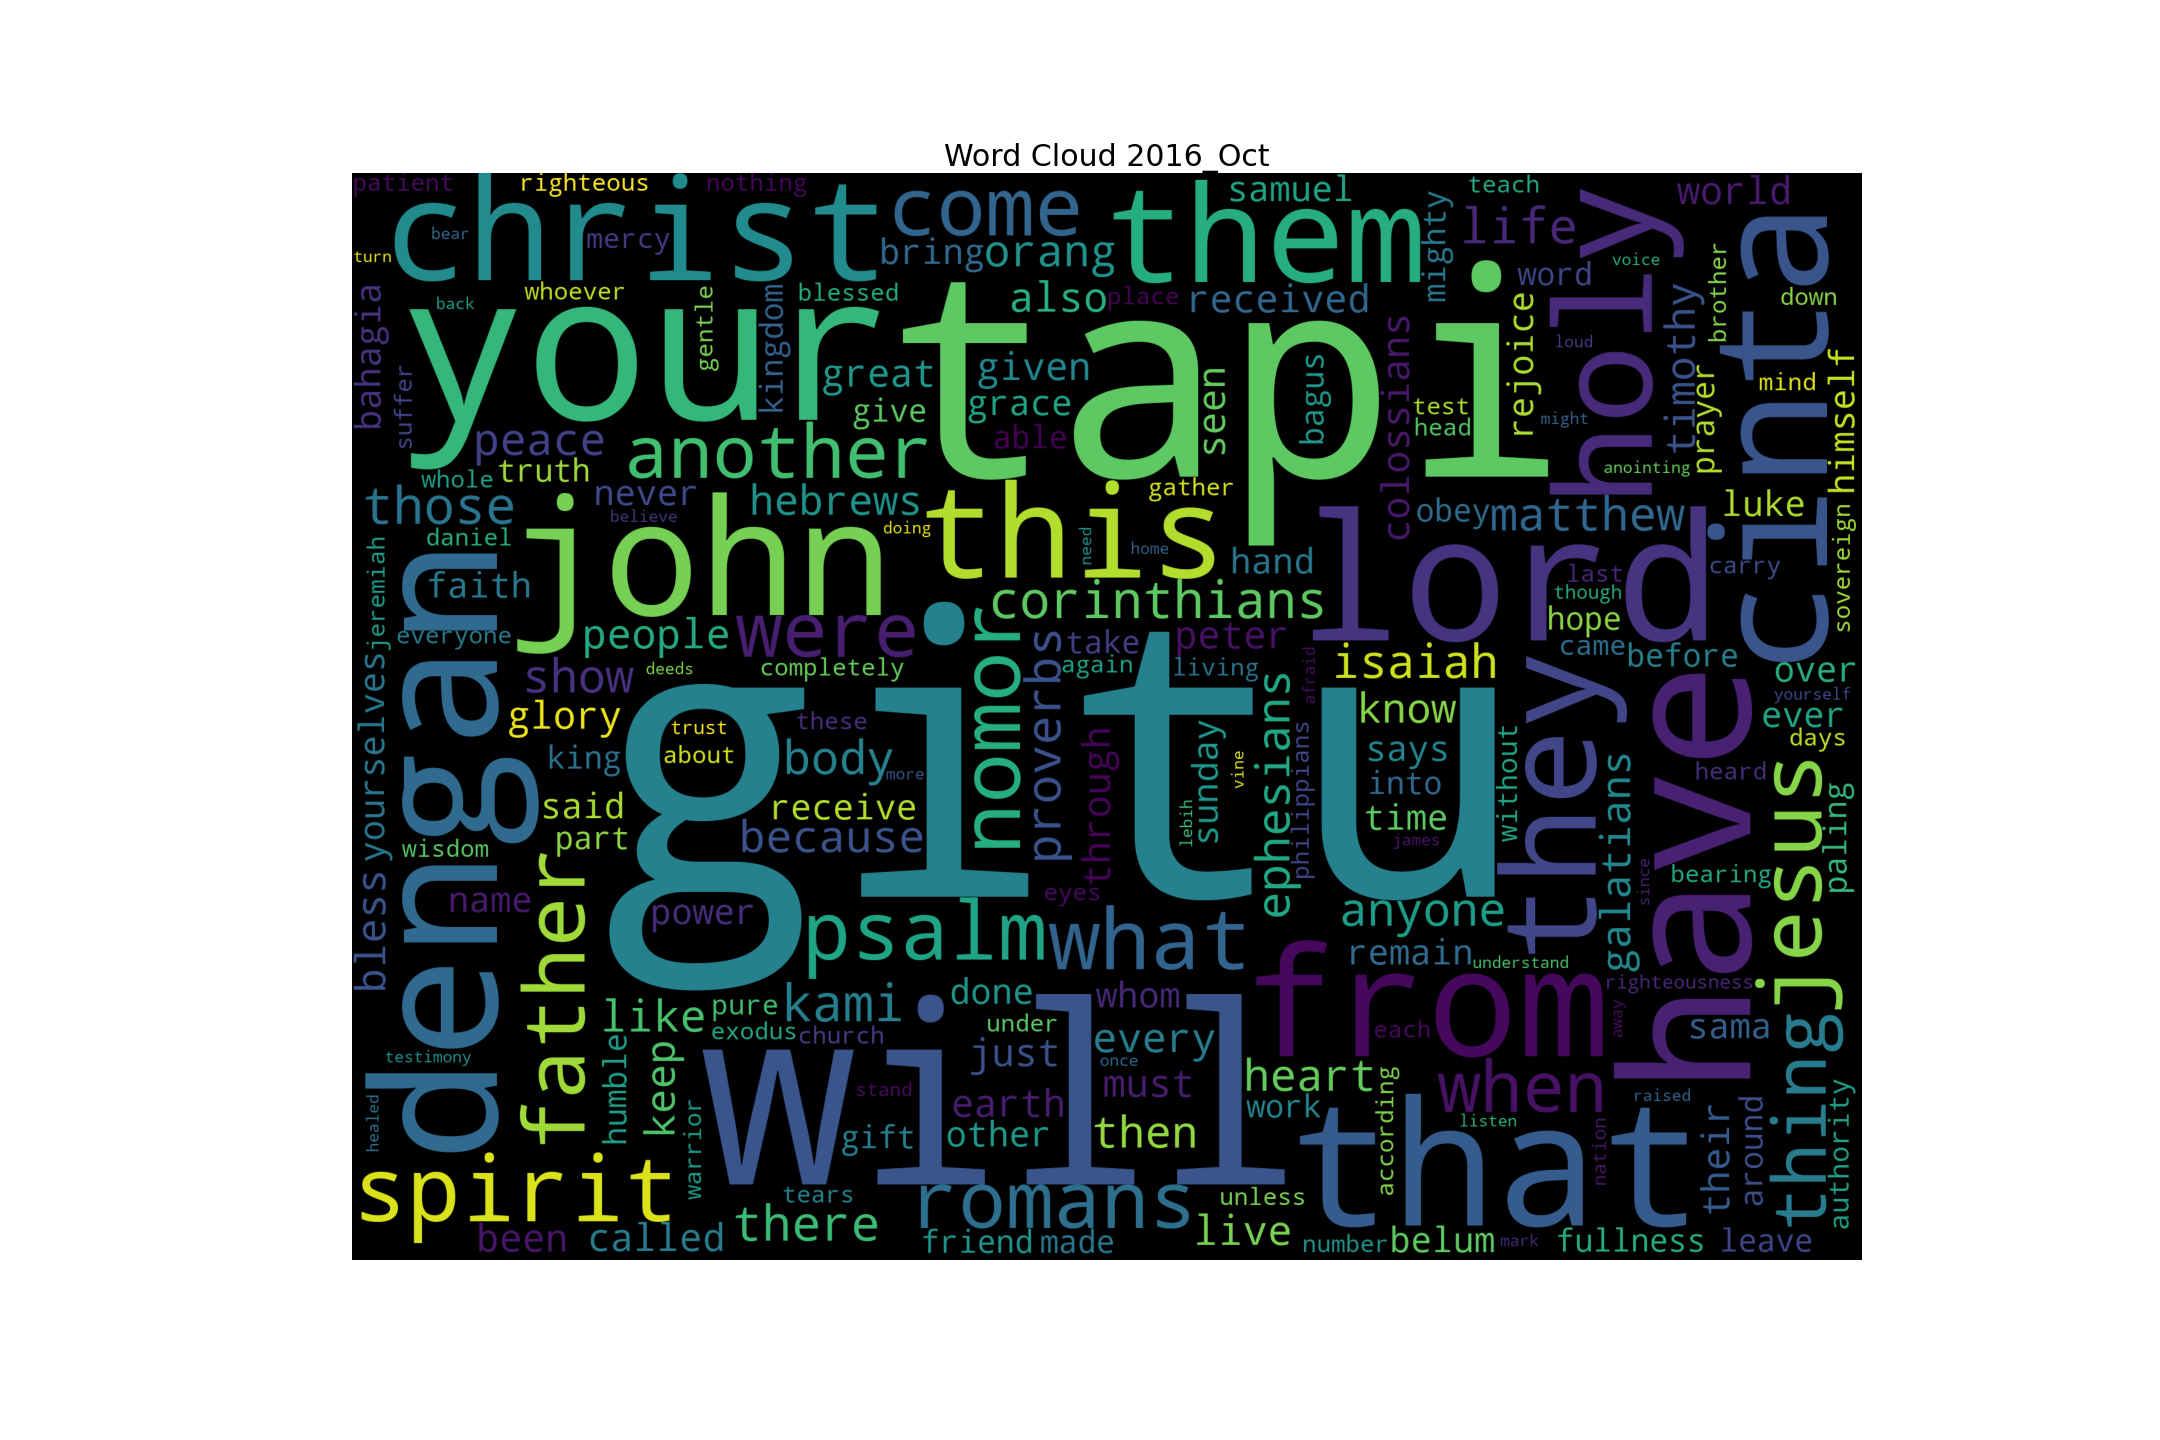 Word Cloud 2016_Oct
patient righteous nothing
christ come them samuel teach holy world
bear mercy bring orang mighty life cinta
turn word voice
bahagia back whoever gentle kingdom blessed also place received timothy brother down
your tapi great given seen bagus colossians rejoice loud
suffer give grace test might prayer mind himself
peace another able head
whole truth anointing
those never hebrews gather obey matthew luke sovereign
believe john doing this need home lord
jeremiah daniel dengan hand last carry
faith corinthians though
everyone people were nomor proverbs take peter hope
yourselves show deeds completely again living afraid isaiah they came before over
glory trust these gitu ephesians know have yourself ever
king about body more through sunday vine philippians says without galatians heard days jesus
said receive into paling
part because lebih time
bless wisdom father james since bearing
name power eyes anyone
psalm what from remain understand righteousness
like pure kami done whom each away sama thing
exodus church under every when
testimony humble keep will just once must heart raised
healed warrior stand earth work according listen nation their around authority
gift other then that
spirit tears romans unless
been called there friend made live number belum mark fullness leave